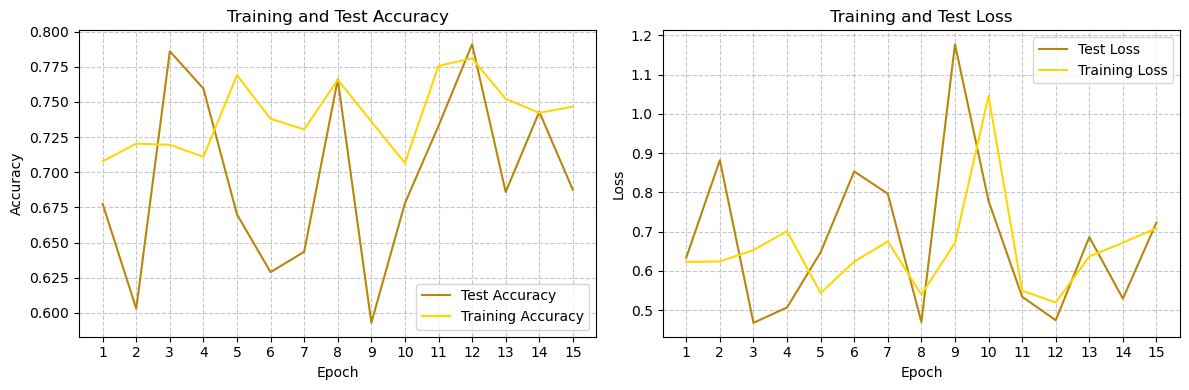 Training and Test Accuracy
Accuracy
0.800
0.775
0.750
0.725
0.700
0.675
0.650
0.625
0.600
1 2 3 4 5 6 7 8 9 10 11 12 13 14 15
Epoch
Test Accuracy
Training Accuracy
Training and Test Loss
Loss
1.2
1.1
1.0
0.9
0.8
0.7
0.6
0.5
1 2 3 4 5 6 7 8 9 10 11 12 13 14 15
Epoch
Test Loss
Training Loss